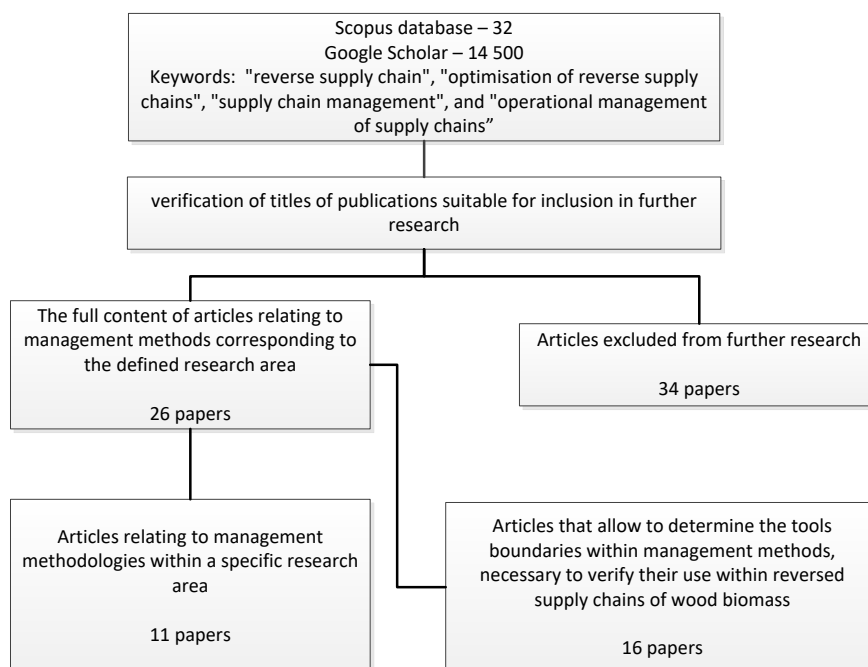 Scopus database – 32
Google Scholar – 14 500
Keywords:  "reverse supply chain", "optimisation of reverse supply
chains", "supply chain management", and "operational management
of supply chains”
verification of titles of publications suitable for inclusion in further
research
The full content of articles relating to
management methods corresponding to
the defined research area
26 papers
Articles excluded from further research
34 papers
Articles relating to management
methodologies within a specific research
area
11 papers
Articles that allow to determine the tools
boundaries within management methods,
necessary to verify their use within reversed
supply chains of wood biomass
16 papers